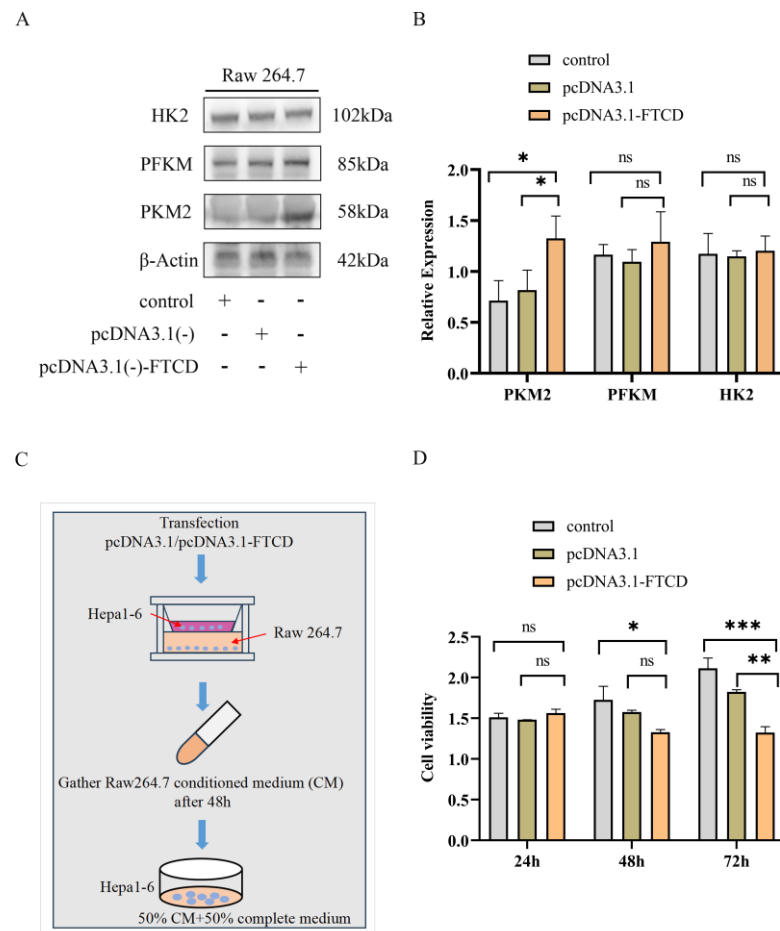 A
Raw 264.7
HK2 102kDa
PFKM 85kDa
PKM2 58kDa
β-Actin 42kDa
control + - -
pcDNA3.1(-) - + -
pcDNA3.1(-)-FTCD - - +
B
control
pcDNA3.1
pcDNA3.1-FTCD
* ns ns
* ns ns
Relative Expression
2.0
1.5
1.0
0.5
0.0
PKM2 PFKM HK2
C
Transfection
pcDNA3.1/pcDNA3.1-FTCD
Hepa1-6
Raw 264.7
Gather Raw264.7 conditioned medium (CM)
after 48h
Hepa1-6
50% CM+50% complete medium
D
control
pcDNA3.1
pcDNA3.1-FTCD
ns * ***
ns ns **
Cell viability
2.5
2.0
1.5
1.0
0.5
0.0
24h 48h 72h